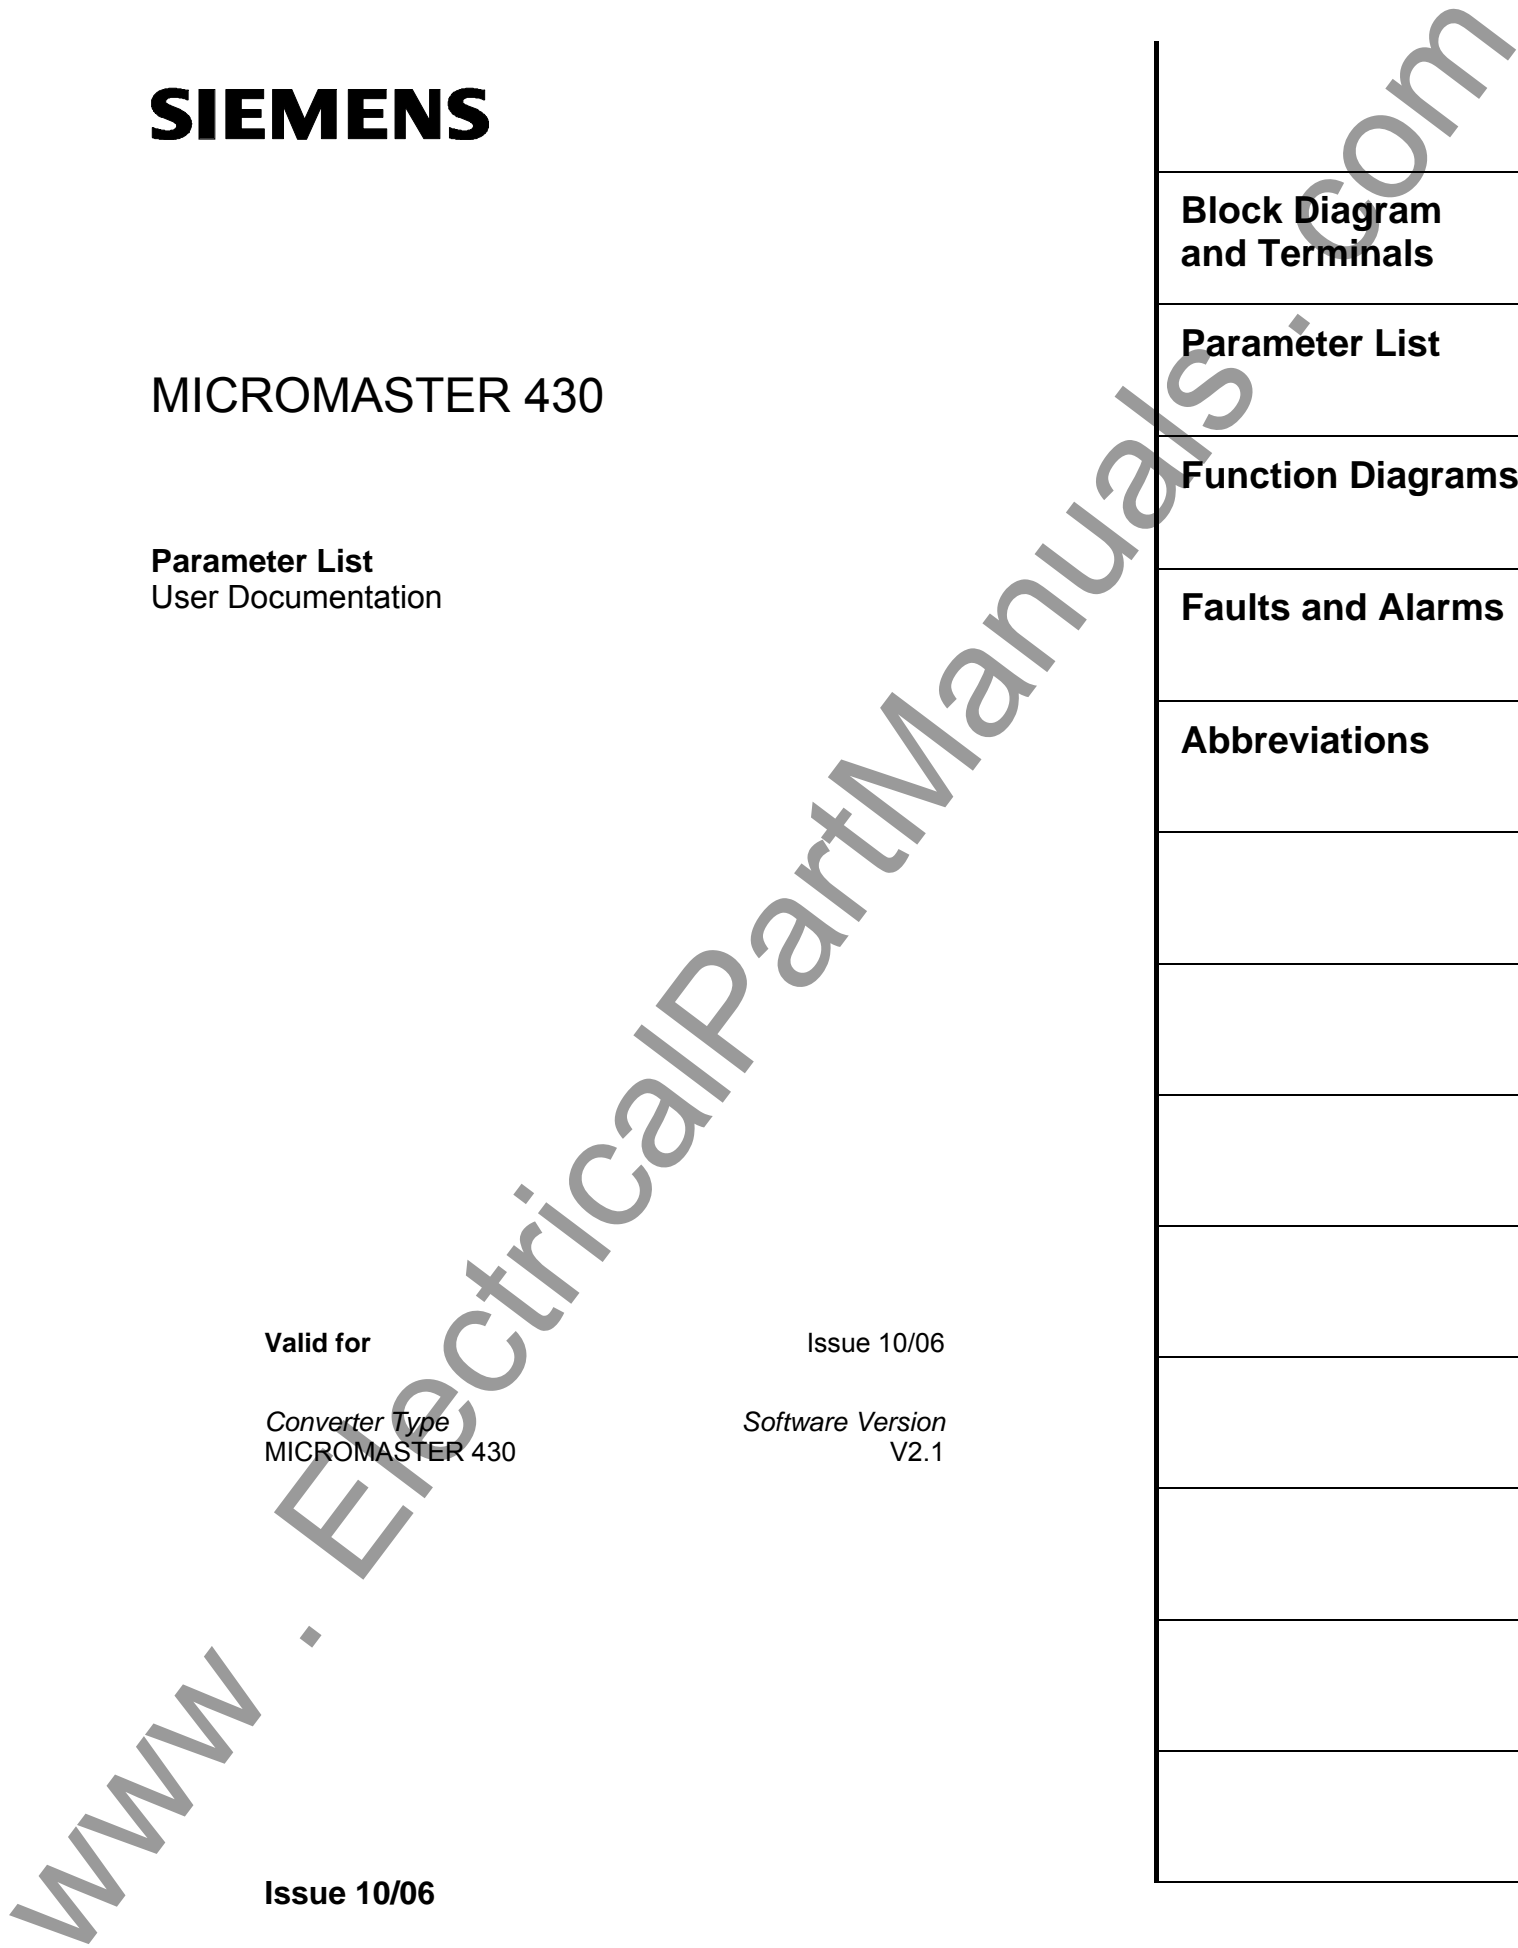 SIEMENS
MICROMASTER 430
Parameter List
User Documentation
Valid for Issue 10/06
Converter Type Software Version
MICROMASTER 430 V2.1
Issue 10/06
Block Diagram
and Terminals
Parameter List
Function Diagrams
Faults and Alarms
Abbreviations
www . ElectricalPartManuals . com